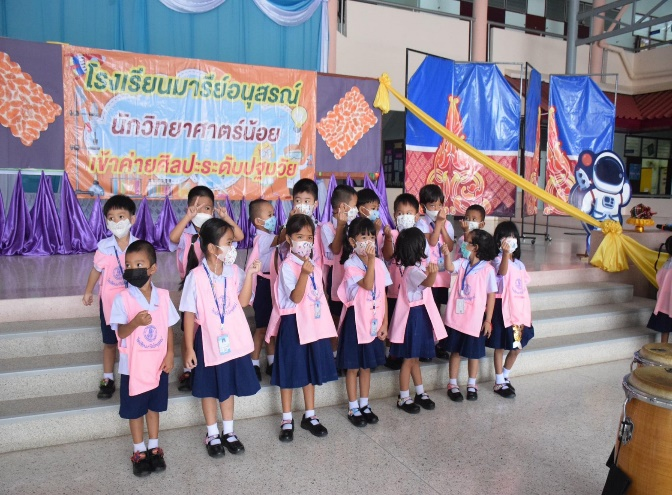 โรงเรียนมารีย์อนุสรณ์
นักวิทยาศาสตร์น้อย
เข้าค่ายศิลปะระดับปฐมวัย